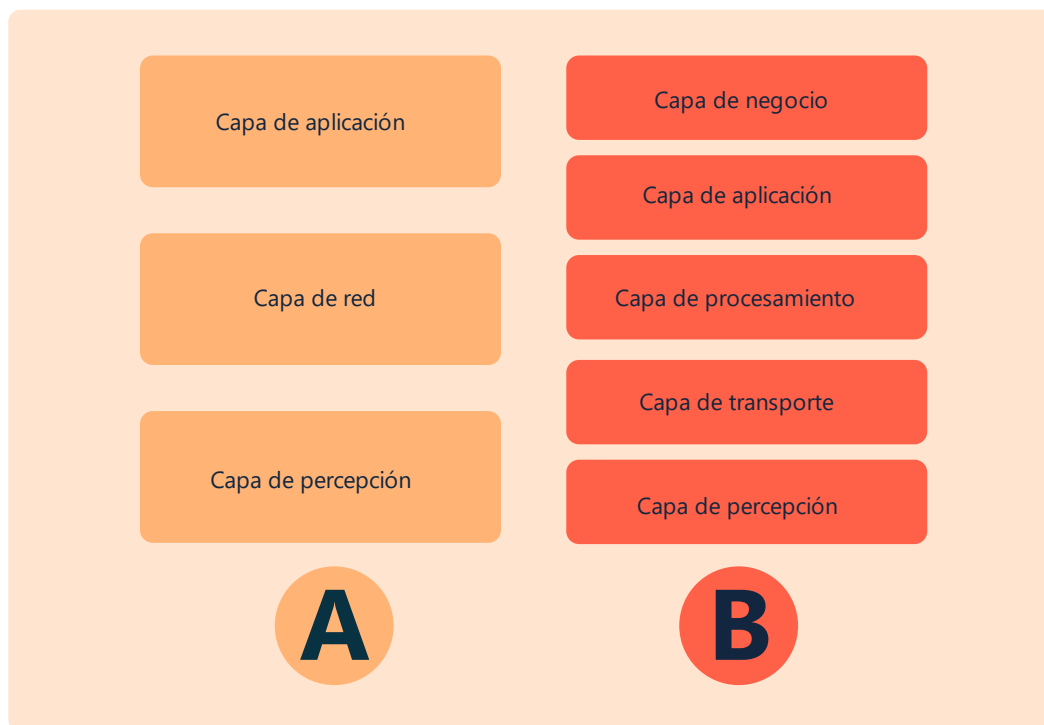 Capa de aplicación
Capa de red
Capa de percepción
A
Capa de negocio
Capa de aplicación
Capa de procesamiento
Capa de transporte
Capa de percepción
B